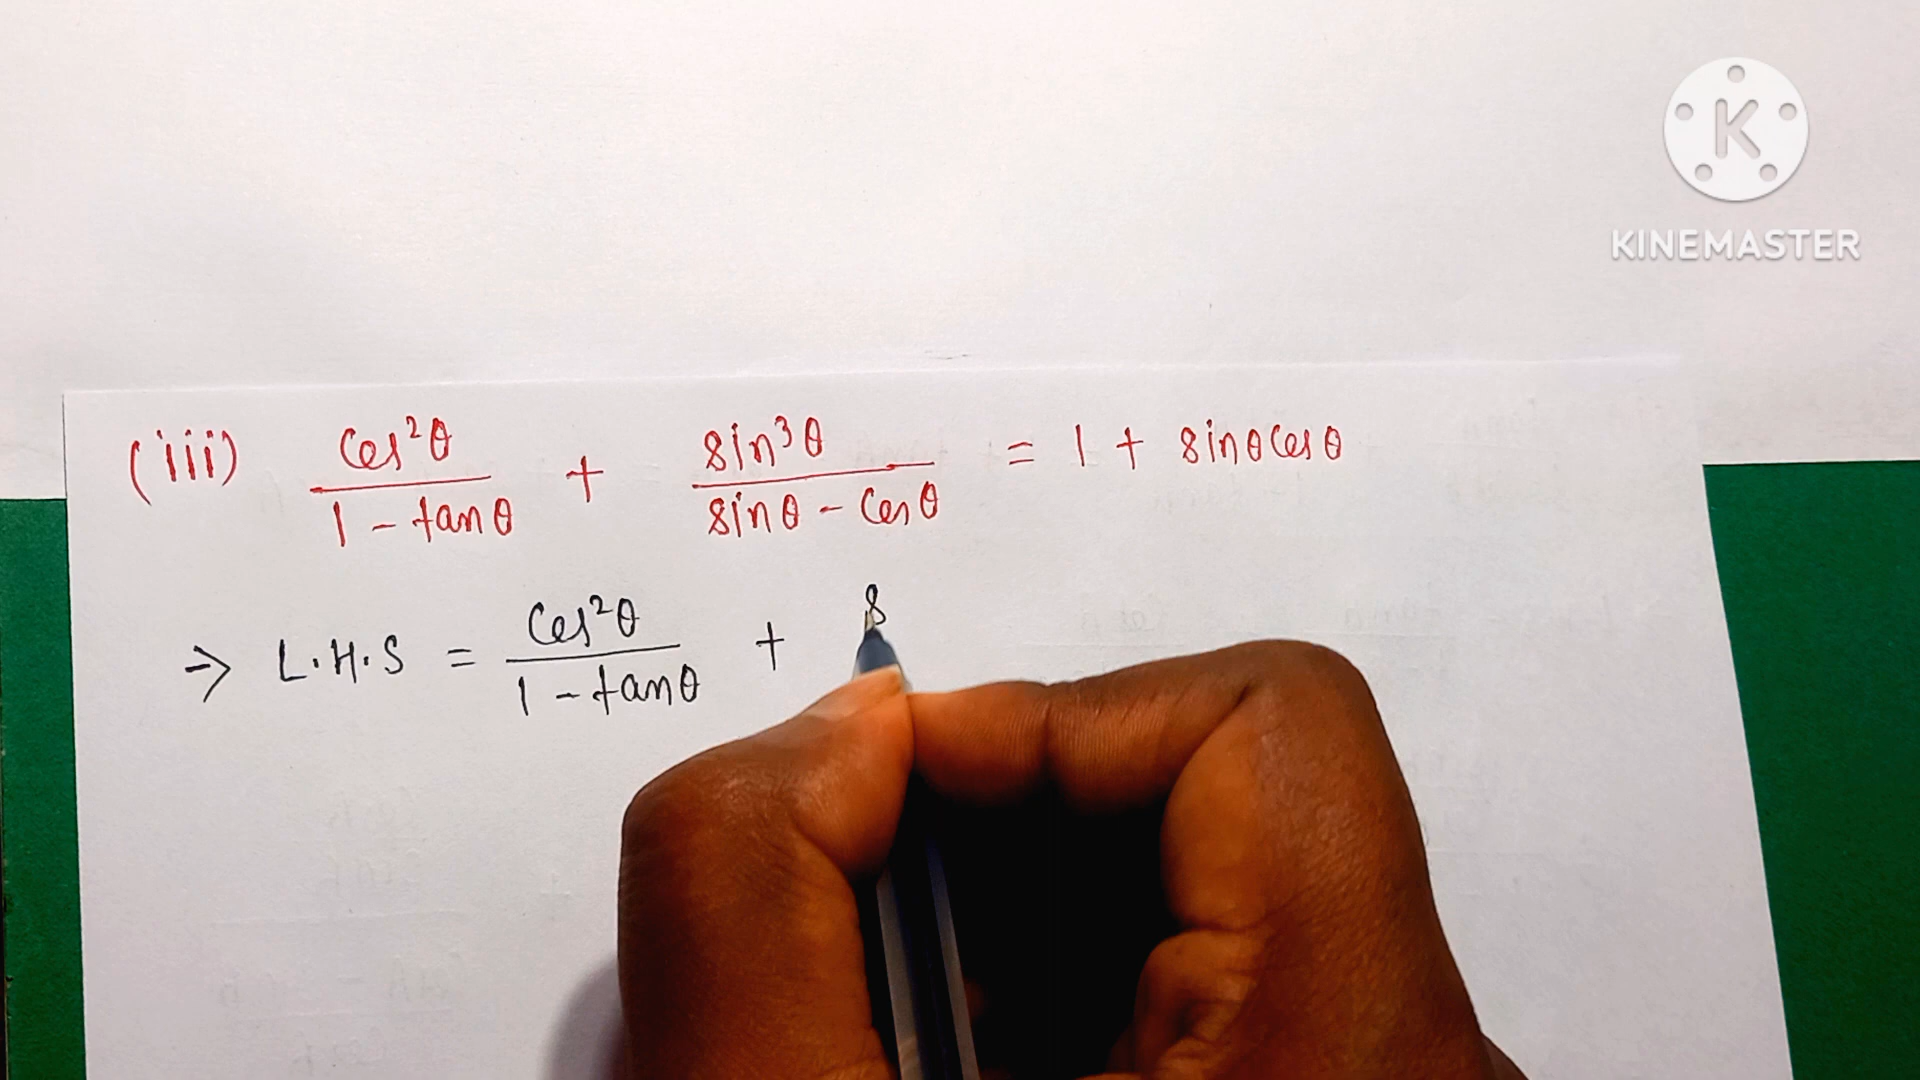 K
KINEMASTER
(iii) cos²θ / 1 - tanθ + sin³θ / sinθ - cosθ = 1 + sinθcosθ
⇒ L.H.S = cos²θ / 1 - tanθ + s